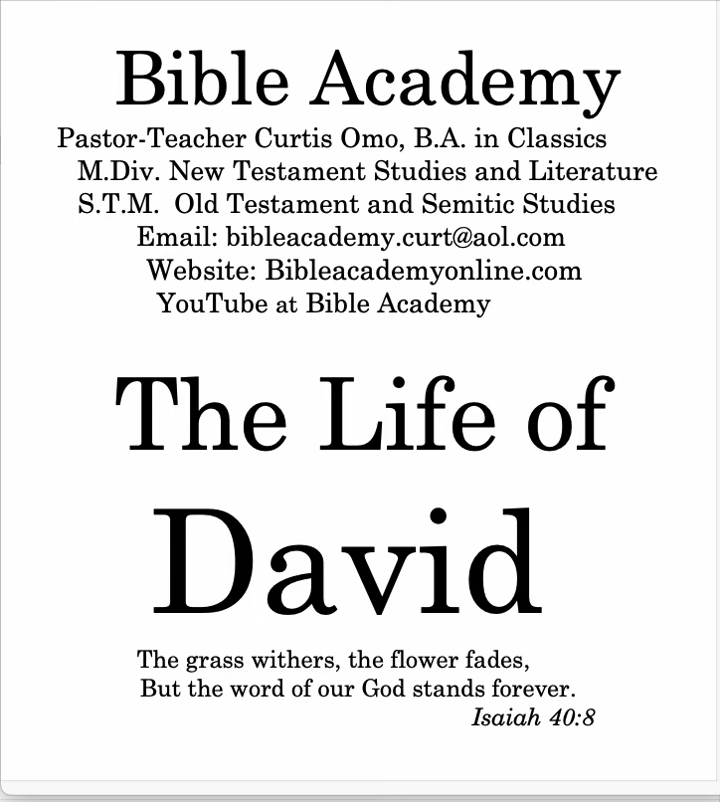 Bible Academy
Pastor-Teacher Curtis Omo, B.A. in Classics
M.Div. New Testament Studies and Literature
S.T.M. Old Testament and Semitic Studies
Email: bibleacademy.curt@aol.com
Website: Bibleacademyonline.com
YouTube at Bible Academy
The Life of
David
The grass withers, the flower fades,
But the word of our God stands forever.
Isaiah 40:8